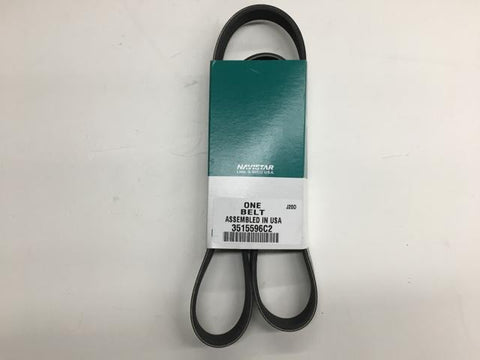 NAVISTAR
ONE
BELT
J20D
ASSEMBLED IN USA
3515596C2